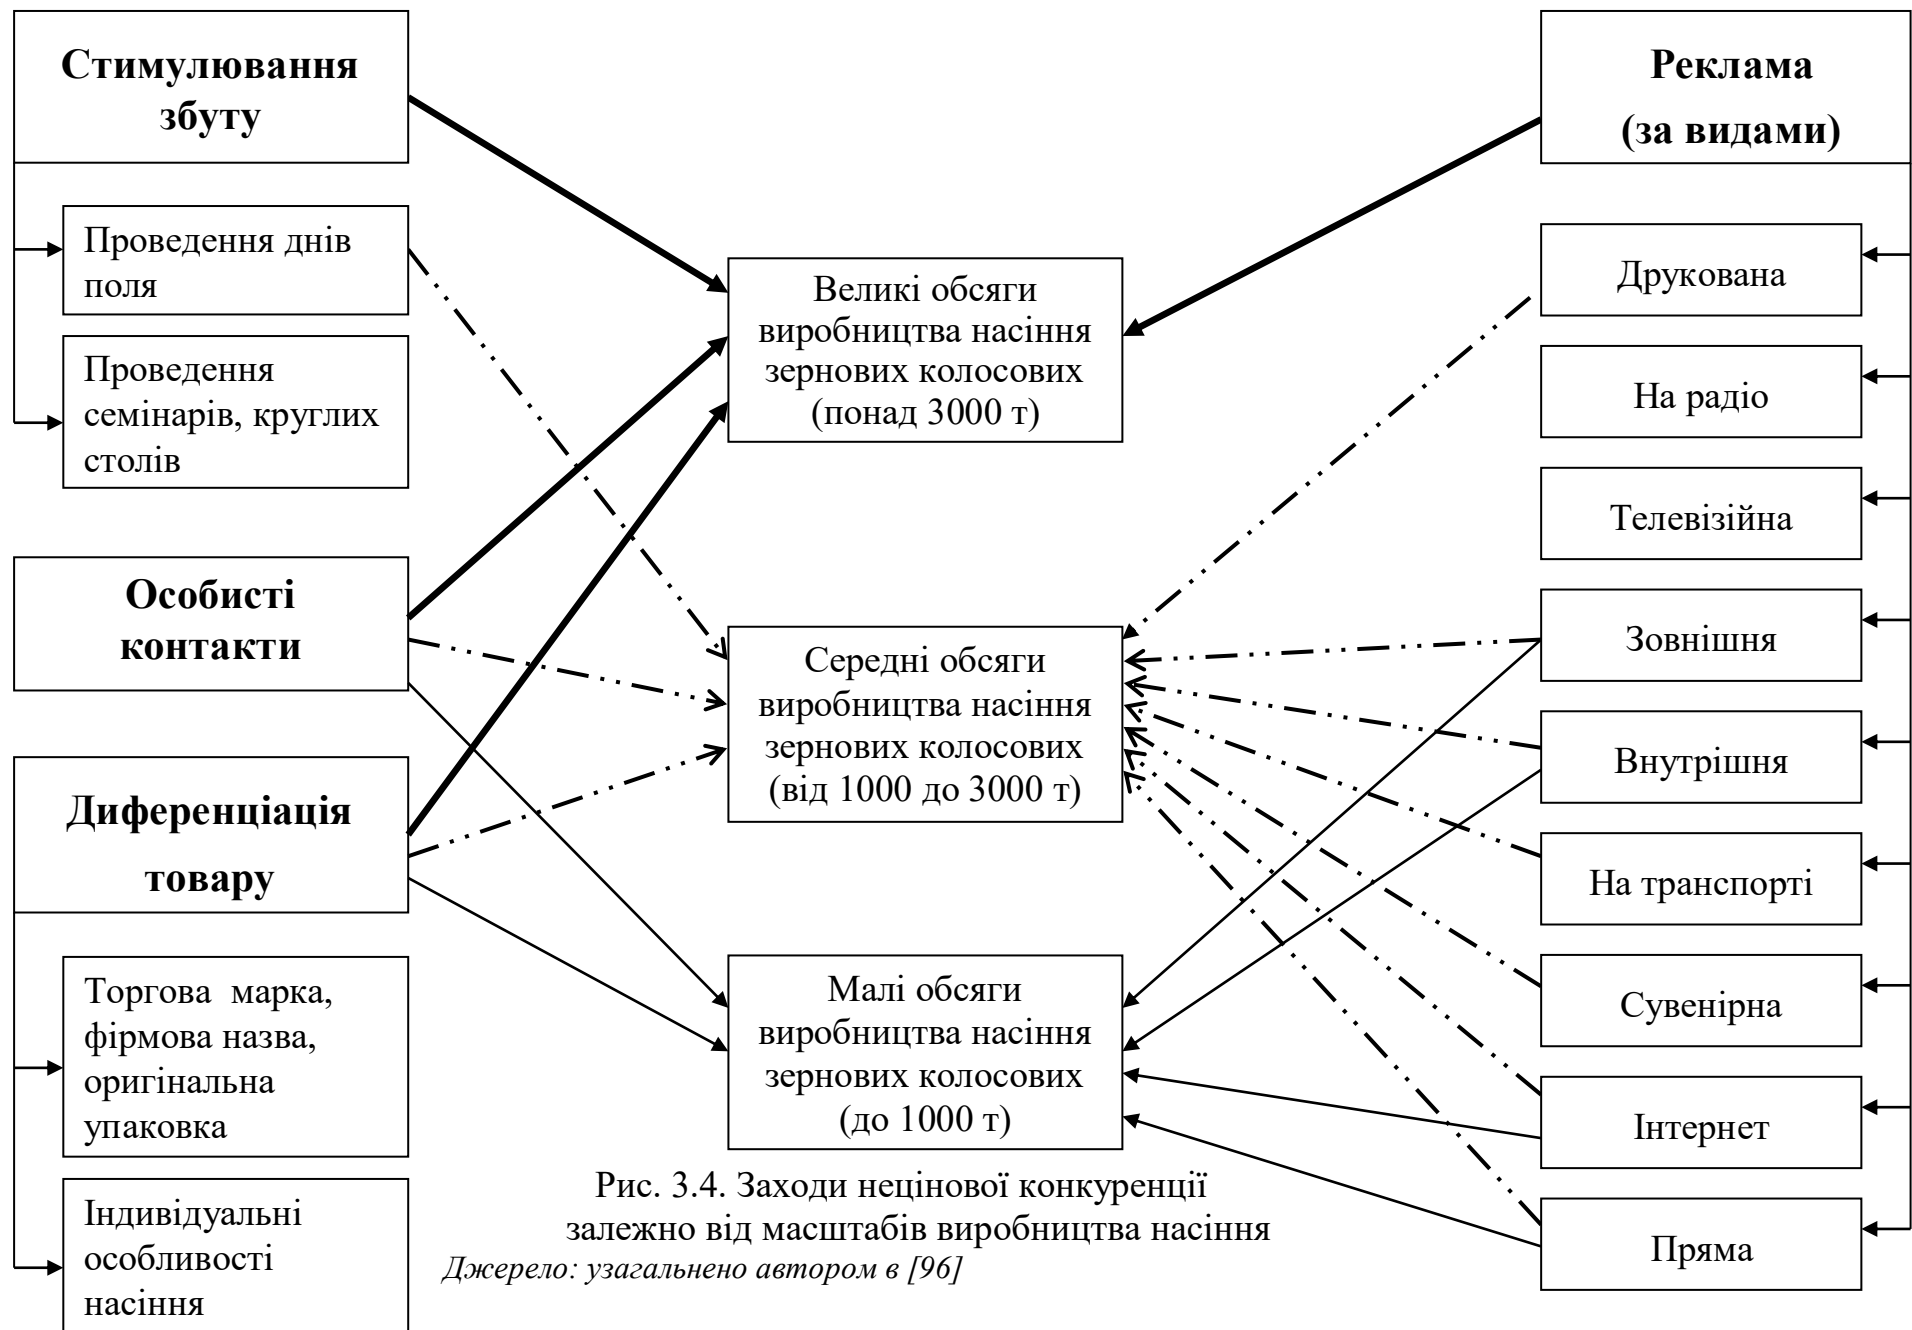 Стимулювання
збуту
Проведення днів
поля
Проведення
семінарів, круглих
столів
Особисті
контакти
Диференціація
товару
Торгова марка,
фірмова назва,
оригінальна
упаковка
Індивідуальні
особливості
насіння
Великі обсяги
виробництва насіння
зернових колосових
(понад 3000 т)
Середні обсяги
виробництва насіння
зернових колосових
(від 1000 до 3000 т)
Малі обсяги
виробництва насіння
зернових колосових
(до 1000 т)
Реклама
(за видами)
Друкована
На радіо
Телевізійна
Зовнішня
Внутрішня
На транспорті
Сувенірна
Інтернет
Пряма
Рис. 3.4. Заходи нецінової конкуренції
залежно від масштабів виробництва насіння
Джерело: узагальнено автором в [96]